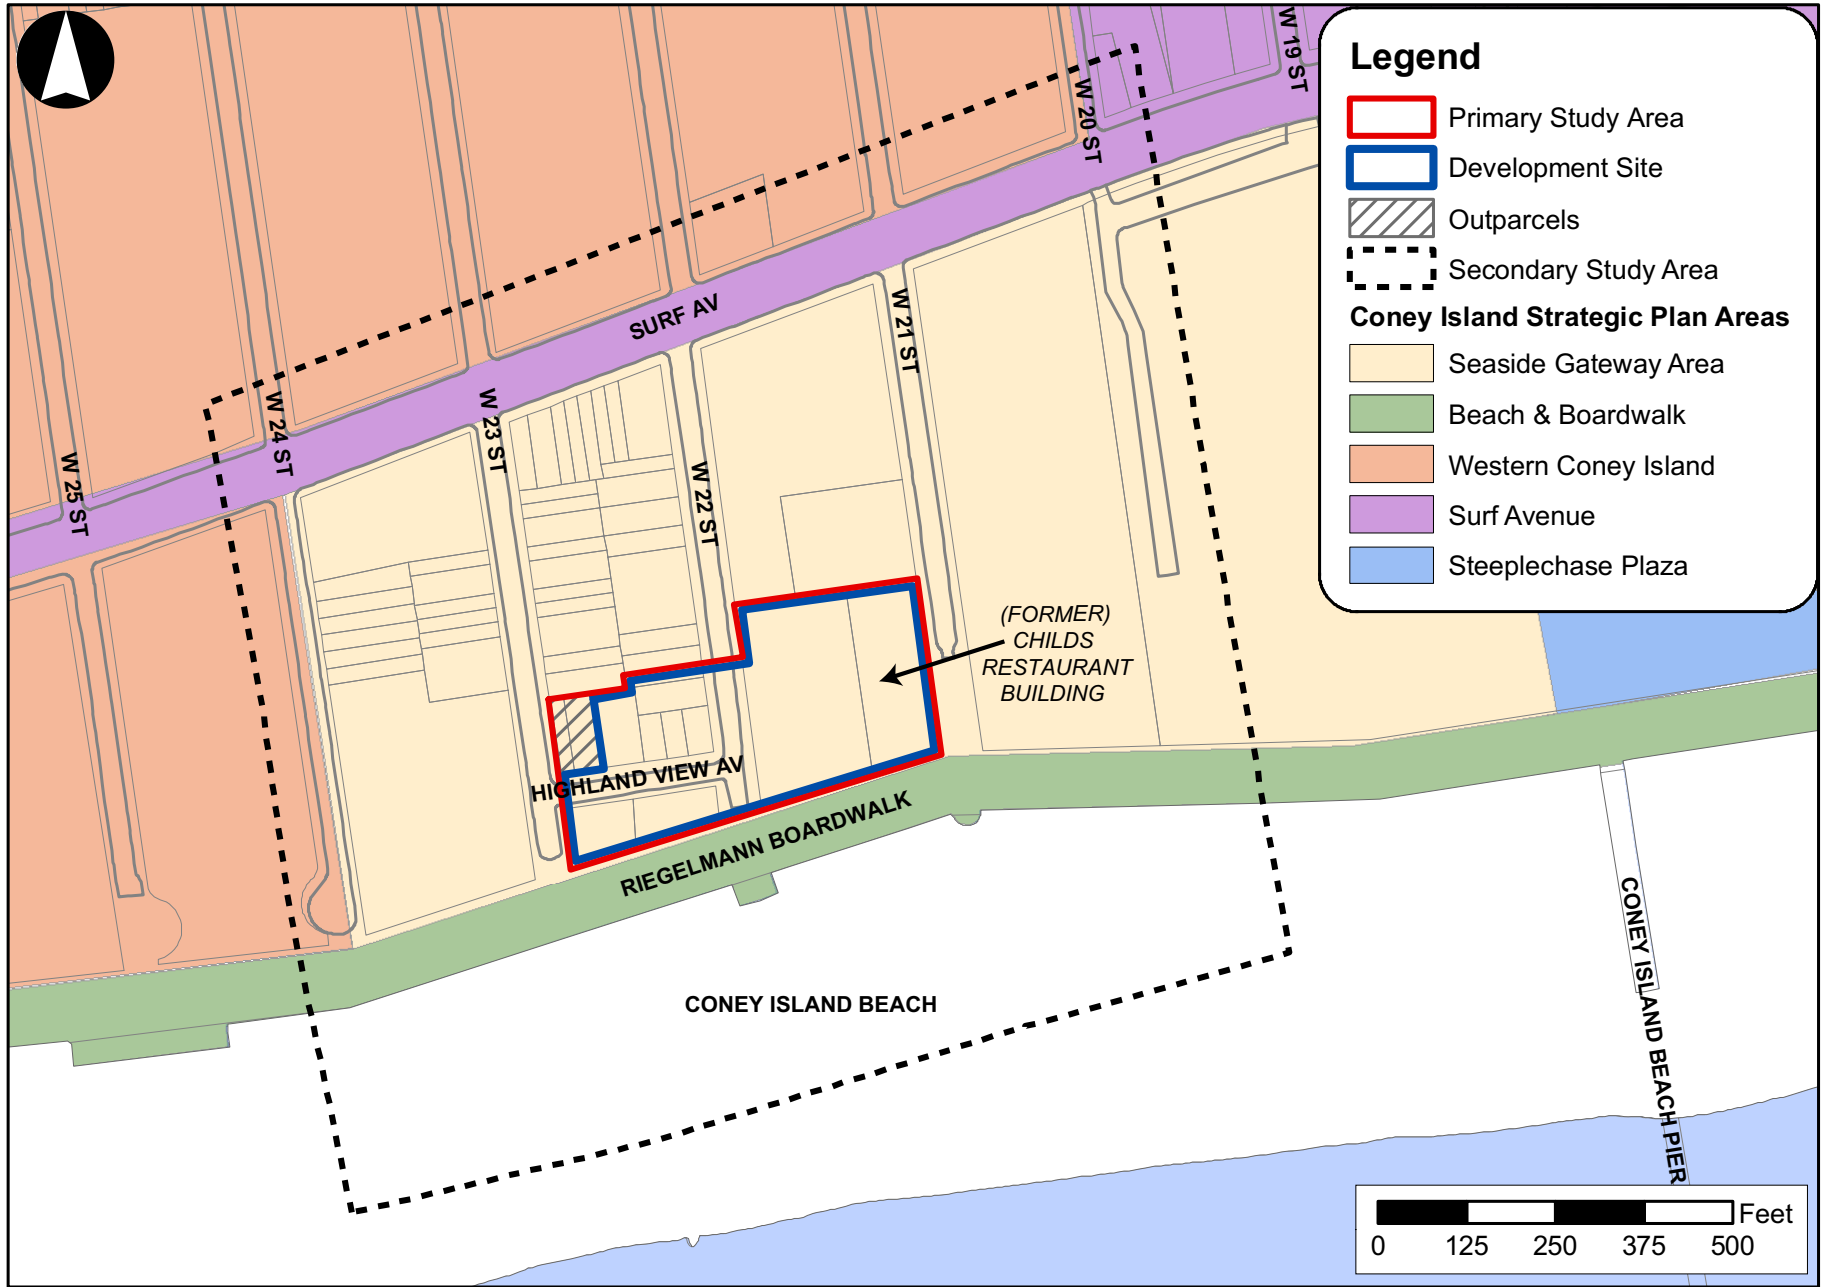 W 19 ST
W 20 ST
SURF AV
W 21 ST
W 24 ST
W 23 ST
W 25 ST
W 22 ST
(FORMER)
CHILDS
RESTAURANT
BUILDING
HIGHLAND VIEW AV
RIEGELMANN BOARDWALK
CONEY ISLAND BEACH
CONEY ISLAND BEACH PIER
Legend
Primary Study Area
Development Site
Outparcels
Secondary Study Area
Coney Island Strategic Plan Areas
Seaside Gateway Area
Beach & Boardwalk
Western Coney Island
Surf Avenue
Steeplechase Plaza
Feet
0 125 250 375 500